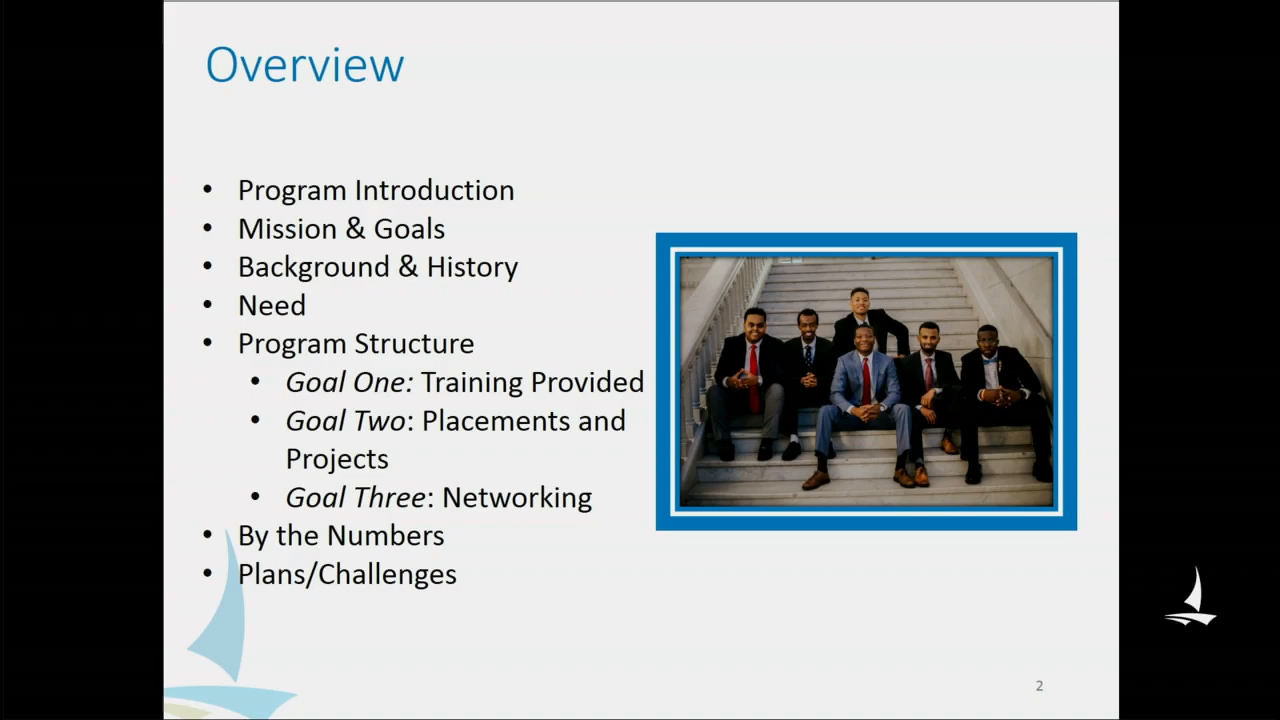 Overview
• Program Introduction
• Mission & Goals
• Background & History
• Need
• Program Structure
• Goal One: Training Provided
• Goal Two: Placements and
Projects
• Goal Three: Networking
• By the Numbers
• Plans/Challenges
2